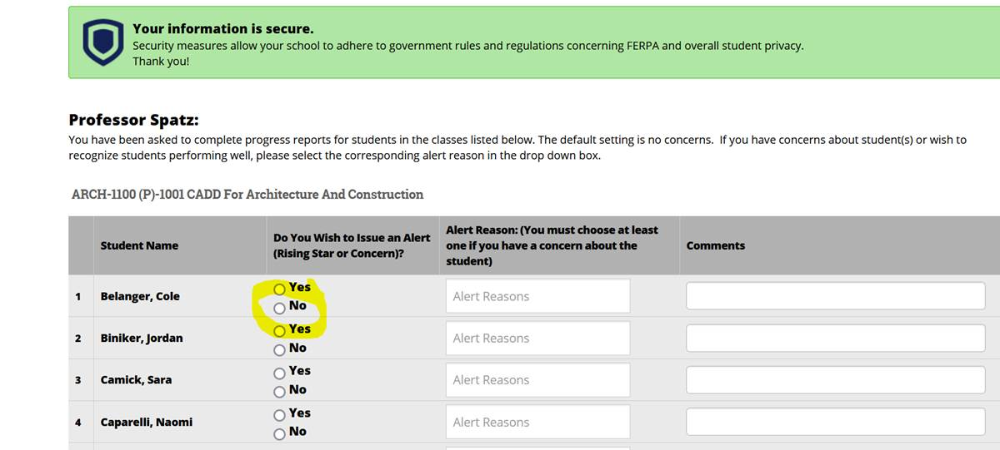 Your information is secure.
Security measures allow your school to adhere to government rules and regulations concerning FERPA and overall student privacy.
Thank you!
Professor Spatz:
You have been asked to complete progress reports for students in the classes listed below. The default setting is no concerns.  If you have concerns about student(s) or wish to
recognize students performing well, please select the corresponding alert reason in the drop down box.
ARCH-1100 (P)-1001 CADD For Architecture And Construction
Student Name
Do You Wish to Issue an Alert
(Rising Star or Concern)?
Alert Reason: (You must choose at least
one if you have a concern about the
student)
Comments
1 Belanger, Cole
Yes
No
Alert Reasons
2 Biniker, Jordan
Yes
No
Alert Reasons
3 Camick, Sara
Yes
No
Alert Reasons
4 Caparelli, Naomi
Yes
No
Alert Reasons